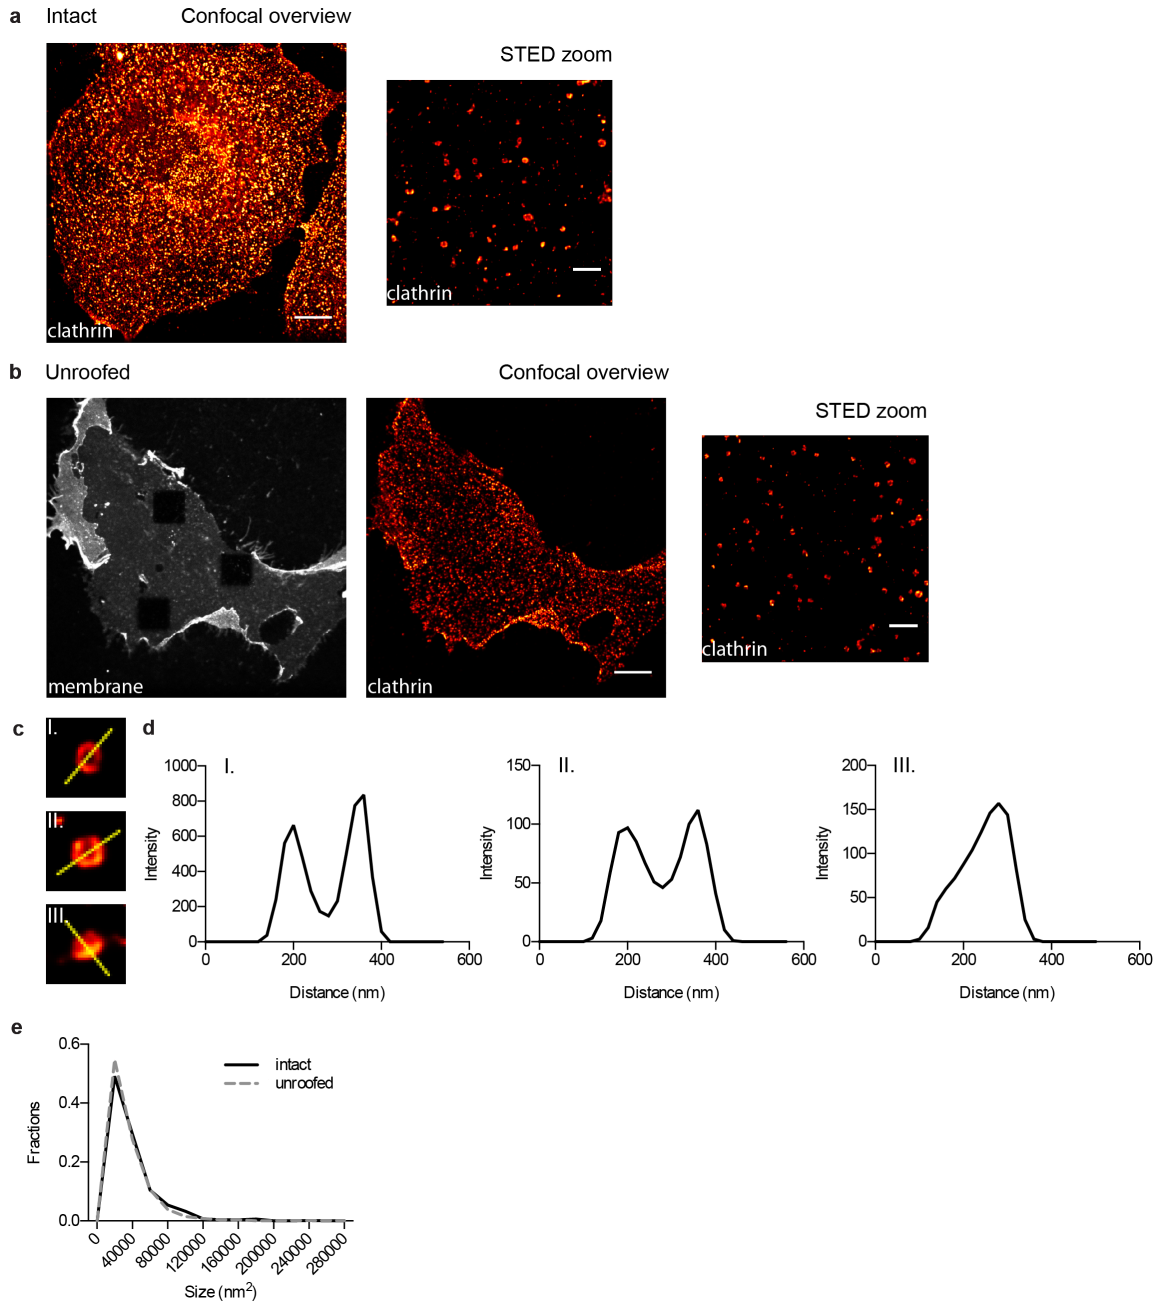 a Intact Confocal overview
STED zoom
clathrin
clathrin
b Unroofed Confocal overview
STED zoom
membrane
clathrin
clathrin
c
I.
II.
III
d
I.
1000
800
600
400
200
0
Intensity
0 200 400 600
Distance (nm)
II.
150
100
50
0
Intensity
0 200 400 600
Distance (nm)
III.
200
150
100
50
0
Intensity
0 200 400 600
Distance (nm)
e
0.6
0.4
0.2
0.0
Fractions
intact
unroofed
0 40000 80000 120000 160000 200000 240000 280000
Size (nm²)